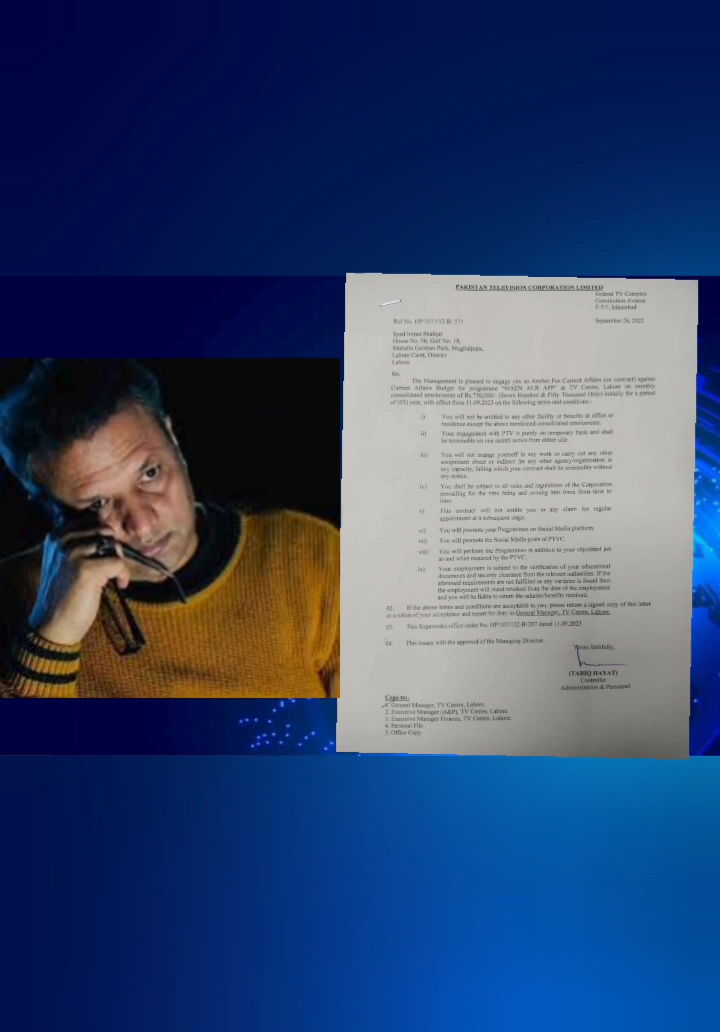 PAKISTAN TELEVISION CORPORATION LIMITED
Federal TV Complex
Constitution Avenue
F-5/1, Islamabad
Ref No. HP/107/152-B/
September 26, 2023
Syed
House No. 06, Gali No. 18,
Mohalla Gulshan Park, Mughalpura,
Lahore Cantt, District
Lahore
Sir,
The Management is pleased to engage you as Anchor For Current Affairs (on contract) against
Current Affairs Budget for programme "MAEN AUR APP" at TV Centre, Lahore on monthly
consolidated emoluments of Rs.750,000/- (Seven Hundred & Fifty Thousand Only) initially for a period
of (03) year, with effect from 11.09.2023 on the following terms and conditions:-
i) You will not be entitled to any other facility or benefits at office or
residence except the above mentioned consolidated emoluments.
ii) Your engagement with PTV is purely on temporary basis and shall
be terminable on one month notice from either side.
iii) You will not engage yourself in any work or carry out any other
assignment direct or indirect for any other agency/organization in
any capacity, failing which your contract shall be terminable without
any notice.
iv) You shall be subject to all rules and regulations of the Corporation
prevailing for the time being and coming into force from time to
time.
v) This contract will not entitle you to any claim for regular
appointment at a subsequent stage.
vi) You will promote your Programmes on Social Media platform.
vii) You will promote the Social Media posts of PTVC.
viii) You will perform the Programmes in addition to your stipulated job
as and when required by the PTVC.
ix) Your employment is subject to the verification of your educational
documents and security clearance from the relevant authorities. If the
aforesaid requirements are not fulfilled or any variance is found then
the employment will stand revoked from the date of the employment
and you will be liable to return the salaries/benefits received.
02. If the above terms and conditions are acceptable to you, please return a signed copy of this letter
as a token of your acceptance and report for duty to General Manager, TV Centre, Lahore.
03. This Supersedes office order No. HP/107/152-B/207 dated 11.09.2023
04. This issues with the approval of the Managing Director.
Yours faithfully,
(TARIQ HAYAT)
Controller
Administration & Personnel
Copy to:-
1. General Manager, TV Centre, Lahore.
2. Executive Manager (A&P), TV Centre, Lahore.
3. Executive Manager Finance, TV Centre, Lahore.
4. Personal File
5. Office Copy